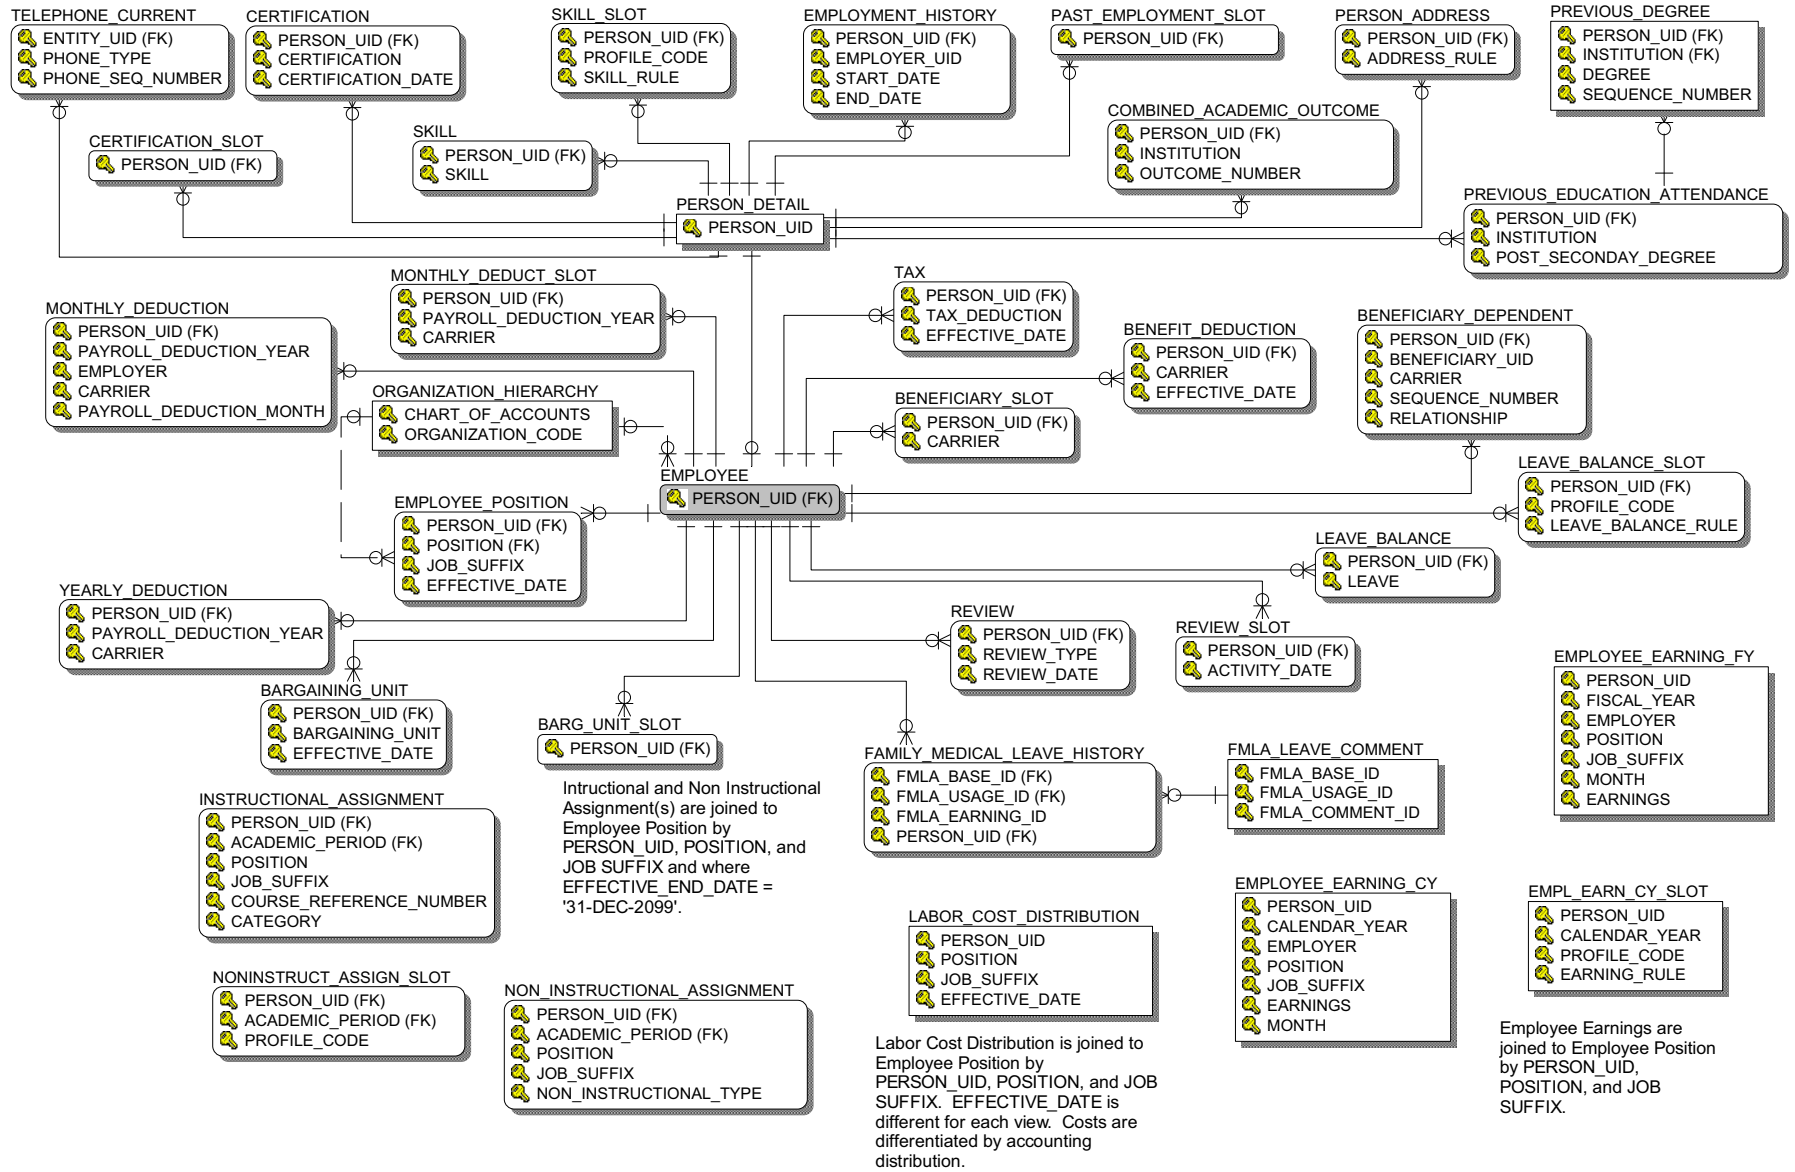 TELEPHONE_CURRENT
ENTITY_UID (FK)
PHONE_TYPE
PHONE_SEQ_NUMBER
CERTIFICATION
PERSON_UID (FK)
CERTIFICATION
CERTIFICATION_DATE
SKILL_SLOT
PERSON_UID (FK)
PROFILE_CODE
SKILL_RULE
EMPLOYMENT_HISTORY
PERSON_UID (FK)
EMPLOYER_UID
START_DATE
END_DATE
PAST_EMPLOYMENT_SLOT
PERSON_UID (FK)
PERSON_ADDRESS
PERSON_UID (FK)
ADDRESS_RULE
PREVIOUS_DEGREE
PERSON_UID (FK)
INSTITUTION (FK)
DEGREE
SEQUENCE_NUMBER
CERTIFICATION_SLOT
PERSON_UID (FK)
SKILL
PERSON_UID (FK)
SKILL
COMBINED_ACADEMIC_OUTCOME
PERSON_UID (FK)
INSTITUTION
OUTCOME_NUMBER
PERSON_DETAIL
PERSON_UID
PREVIOUS_EDUCATION_ATTENDANCE
PERSON_UID (FK)
INSTITUTION
POST_SECONDAY_DEGREE
MONTHLY_DEDUCT_SLOT
PERSON_UID (FK)
PAYROLL_DEDUCTION_YEAR
CARRIER
TAX
PERSON_UID (FK)
TAX_DEDUCTION
EFFECTIVE_DATE
MONTHLY_DEDUCTION
PERSON_UID (FK)
PAYROLL_DEDUCTION_YEAR
EMPLOYER
CARRIER
PAYROLL_DEDUCTION_MONTH
BENEFIT_DEDUCTION
PERSON_UID (FK)
CARRIER
EFFECTIVE_DATE
BENEFICIARY_DEPENDENT
PERSON_UID (FK)
BENEFICIARY_UID
CARRIER
SEQUENCE_NUMBER
RELATIONSHIP
ORGANIZATION_HIERARCHY
CHART_OF_ACCOUNTS
ORGANIZATION_CODE
BENEFICIARY_SLOT
PERSON_UID (FK)
CARRIER
EMPLOYEE
PERSON_UID (FK)
LEAVE_BALANCE_SLOT
PERSON_UID (FK)
PROFILE_CODE
LEAVE_BALANCE_RULE
EMPLOYEE_POSITION
PERSON_UID (FK)
POSITION (FK)
JOB_SUFFIX
EFFECTIVE_DATE
LEAVE_BALANCE
PERSON_UID (FK)
LEAVE
YEARLY_DEDUCTION
PERSON_UID (FK)
PAYROLL_DEDUCTION_YEAR
CARRIER
REVIEW
PERSON_UID (FK)
REVIEW_TYPE
REVIEW_DATE
REVIEW_SLOT
PERSON_UID (FK)
ACTIVITY_DATE
EMPLOYEE_EARNING_FY
PERSON_UID
FISCAL_YEAR
EMPLOYER
POSITION
JOB_SUFFIX
MONTH
EARNINGS
BARGAINING_UNIT
PERSON_UID (FK)
BARGAINING_UNIT
EFFECTIVE_DATE
BARG_UNIT_SLOT
PERSON_UID (FK)
FAMILY_MEDICAL_LEAVE_HISTORY
FMLA_BASE_ID (FK)
FMLA_USAGE_ID (FK)
FMLA_EARNING_ID
PERSON_UID (FK)
FMLA_LEAVE_COMMENT
FMLA_BASE_ID
FMLA_USAGE_ID
FMLA_COMMENT_ID
Intructional and Non Instructional
Assignment(s) are joined to
Employee Position by
PERSON_UID, POSITION, and
JOB SUFFIX and where
EFFECTIVE_END_DATE =
'31-DEC-2099'.
INSTRUCTIONAL_ASSIGNMENT
PERSON_UID (FK)
ACADEMIC_PERIOD (FK)
POSITION
JOB_SUFFIX
COURSE_REFERENCE_NUMBER
CATEGORY
EMPLOYEE_EARNING_CY
PERSON_UID
CALENDAR_YEAR
EMPLOYER
POSITION
JOB_SUFFIX
EARNINGS
MONTH
EMPL_EARN_CY_SLOT
PERSON_UID
CALENDAR_YEAR
PROFILE_CODE
EARNING_RULE
LABOR_COST_DISTRIBUTION
PERSON_UID
POSITION
JOB_SUFFIX
EFFECTIVE_DATE
NONINSTRUCT_ASSIGN_SLOT
PERSON_UID (FK)
ACADEMIC_PERIOD (FK)
PROFILE_CODE
NON_INSTRUCTIONAL_ASSIGNMENT
PERSON_UID (FK)
ACADEMIC_PERIOD (FK)
POSITION
JOB_SUFFIX
NON_INSTRUCTIONAL_TYPE
Labor Cost Distribution is joined to
Employee Position by
PERSON_UID, POSITION, and JOB
SUFFIX.  EFFECTIVE_DATE is
different for each view.  Costs are
differentiated by accounting
distribution.
Employee Earnings are
joined to Employee Position
by PERSON_UID,
POSITION, and JOB
SUFFIX.